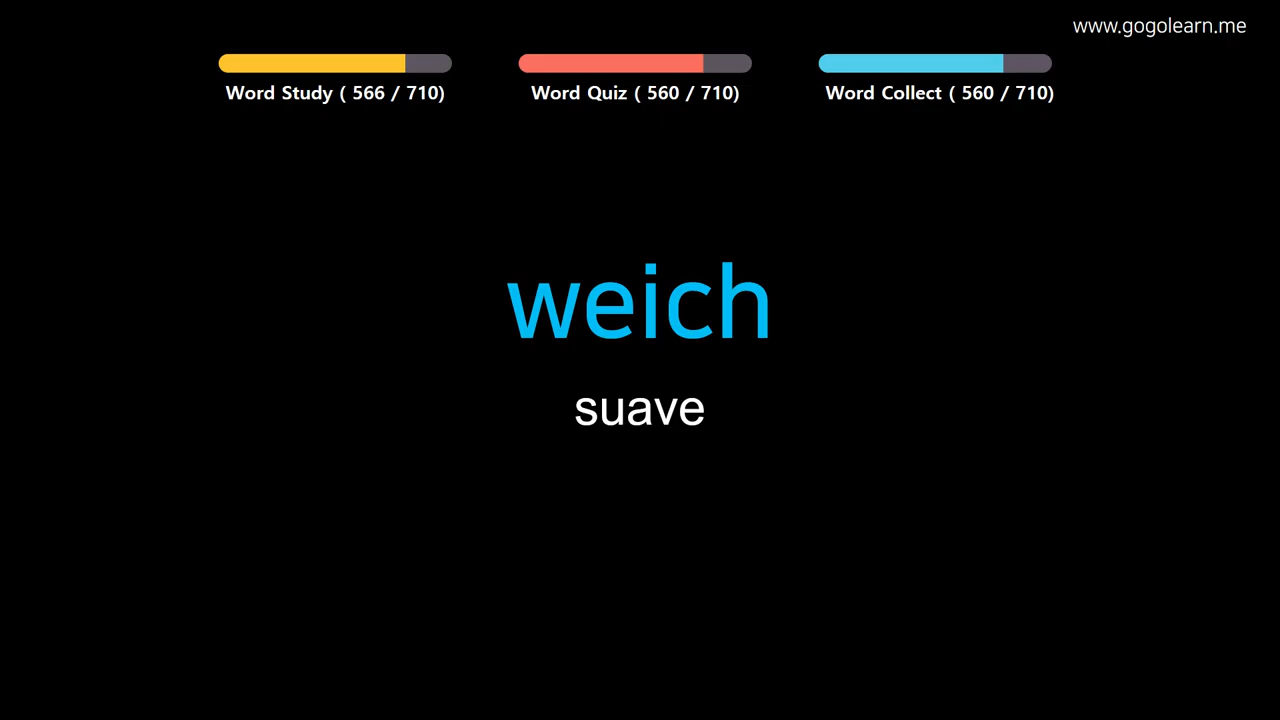 www.gogolearn.me
Word Study ( 566 / 710)
Word Quiz ( 560 / 710)
Word Collect ( 560 / 710)
weich
suave